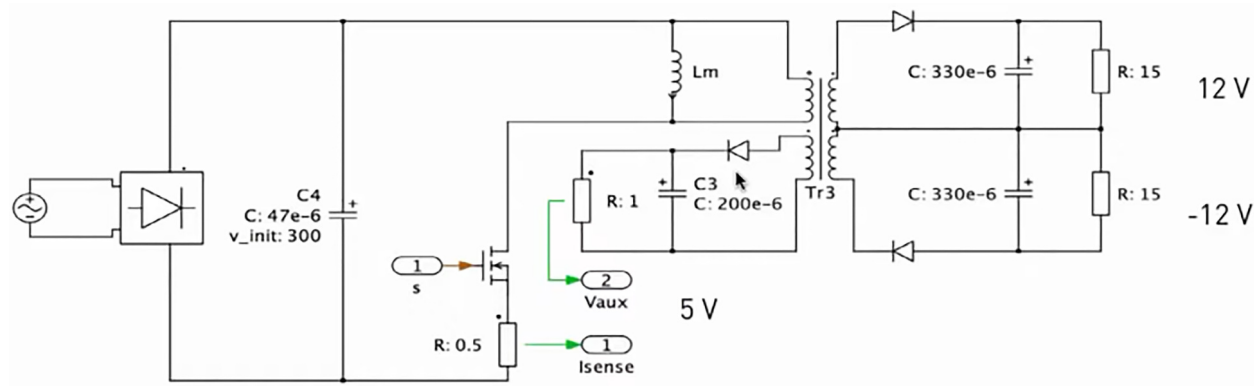 Lm
C: 330e-6
R: 15
12 V
C4
C: 47e-6
v_init: 300
R: 1
C3
C: 200e-6
Tr3
C: 330e-6
R: 15
-12 V
1
s
2
Vaux
5 V
R: 0.5
1
Isense